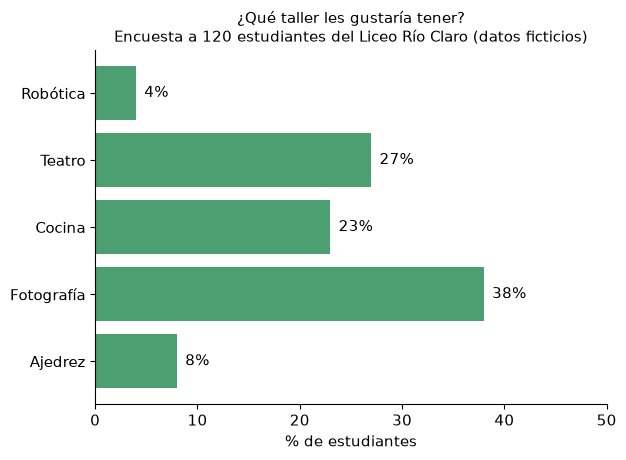 ¿Qué taller les gustaría tener?
Encuesta a 120 estudiantes del Liceo Río Claro (datos ficticios)
Robótica 4%
Teatro 27%
Cocina 23%
Fotografía 38%
Ajedrez 8%
0 10 20 30 40 50
% de estudiantes